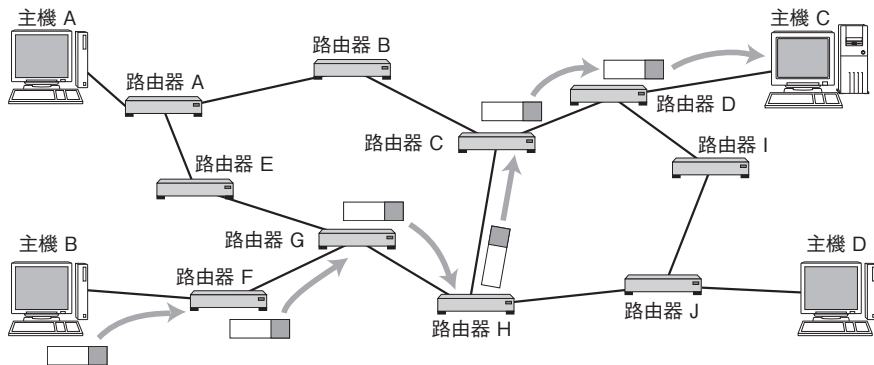 主機 A
主機 C
路由器 B
路由器 A
路由器 D
路由器 C
路由器 I
路由器 E
主機 B
路由器 G
主機 D
路由器 F
路由器 J
路由器 H